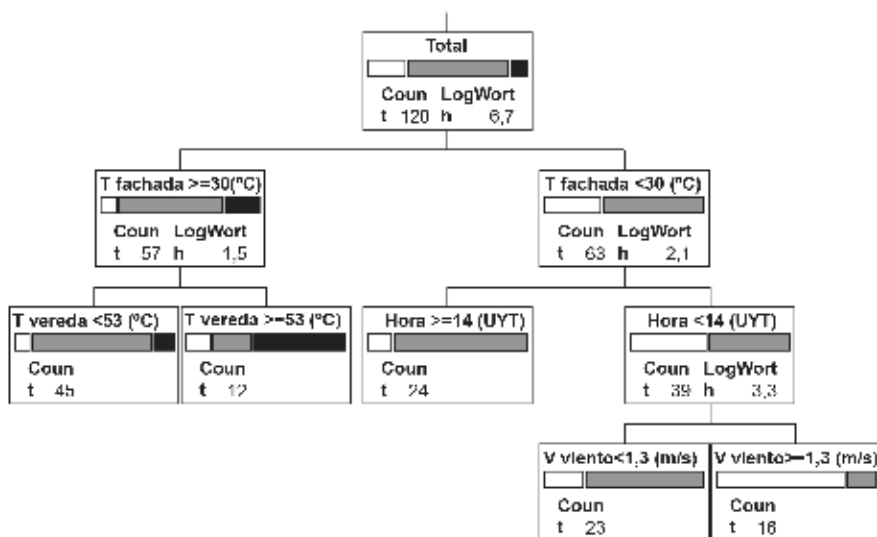 Total
Coun LogWort
t 120 h 6,7
T fachada >=30(ºC)
Coun LogWort
t 57 h 1,5
T fachada <30 (ºC)
Coun LogWort
t 63 h 2,1
T vereda <53 (ºC)
Coun
t 45
T vereda >=53 (ºC)
Coun
t 12
Hora >=14 (UYT)
Coun
t 24
Hora <14 (UYT)
Coun LogWort
t 39 h 3,3
V viento<1,3 (m/s)
Coun
t 23
V viento>=1,3 (m/s)
Coun
t 16